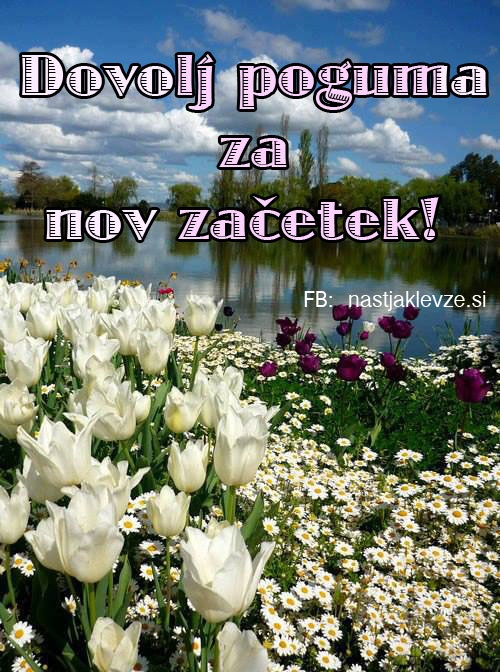 Dovolj poguma
za
nov začetek!
FB: nastjaklevze.si